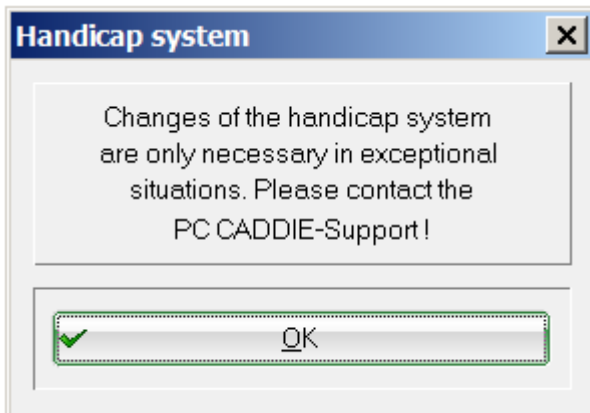 Handicap system
Changes of the handicap system
are only necessary in exceptional
situations. Please contact the
PC CADDIE-Support !
OK